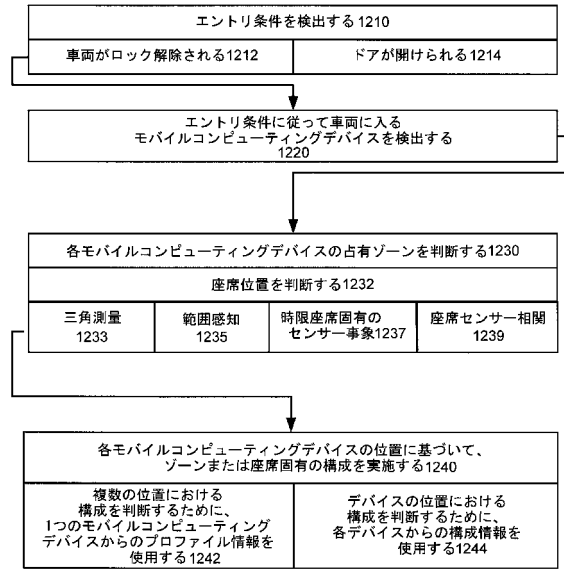 エントリ条件を検出する1210
車両がロック解除される1212
ドアが開けられる1214
エントリ条件に従って車両に入る
モバイルコンピューティングデバイスを検出する
1220
各モバイルコンピューティングデバイスの占有ゾーンを判断する1230
座席位置を判断する1232
三角測量
1233
範囲感知
1235
時限座席固有の
センサー事象1237
座席センサー相関
1239
各モバイルコンピューティングデバイスの位置に基づいて、
ゾーンまたは座席固有の構成を実施する1240
複数の位置における
構成を判断するために、
1つのモバイルコンピューティング
デバイスからのプロファイル情報を
使用する1242
デバイスの位置における
構成を判断するために、
各デバイスからの構成情報を
使用する1244